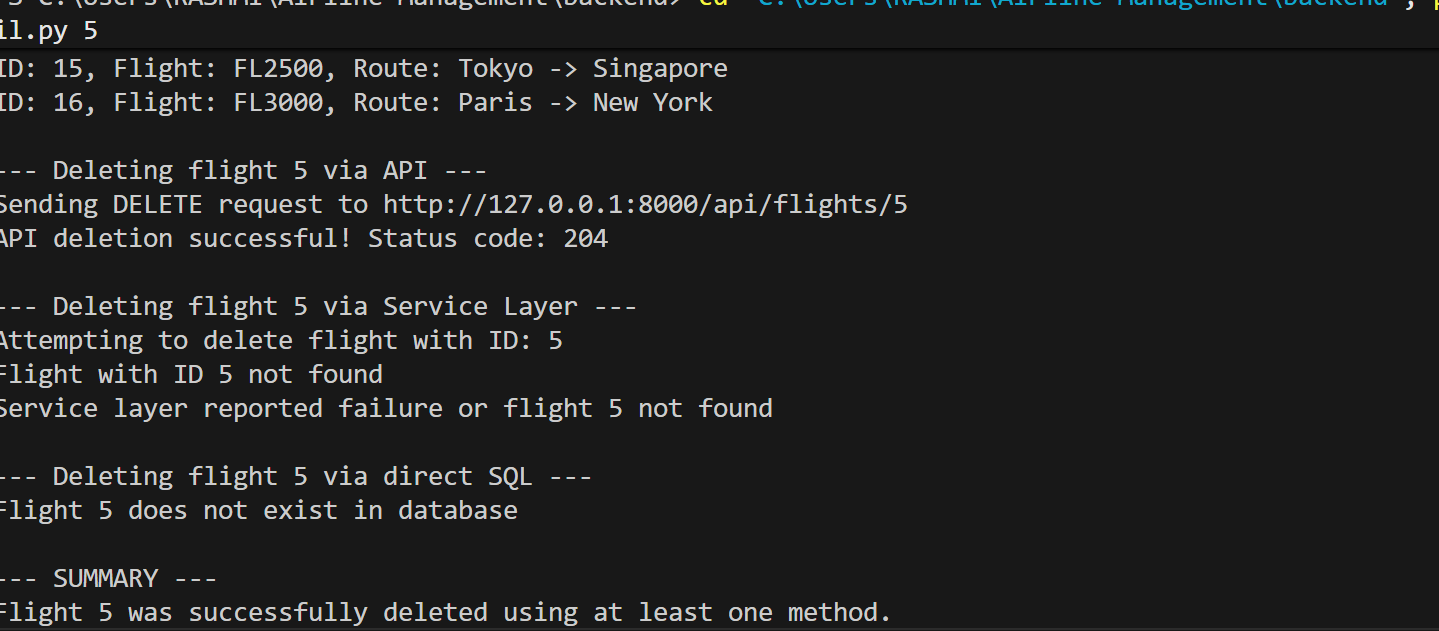 il.py 5
ID: 15, Flight: FL2500, Route: Tokyo -> Singapore
ID: 16, Flight: FL3000, Route: Paris -> New York
--- Deleting flight 5 via API ---
Sending DELETE request to http://127.0.0.1:8000/api/flights/5
API deletion successful! Status code: 204
--- Deleting flight 5 via Service Layer ---
Attempting to delete flight with ID: 5
Flight with ID 5 not found
Service layer reported failure or flight 5 not found
--- Deleting flight 5 via direct SQL ---
Flight 5 does not exist in database
--- SUMMARY ---
Flight 5 was successfully deleted using at least one method.